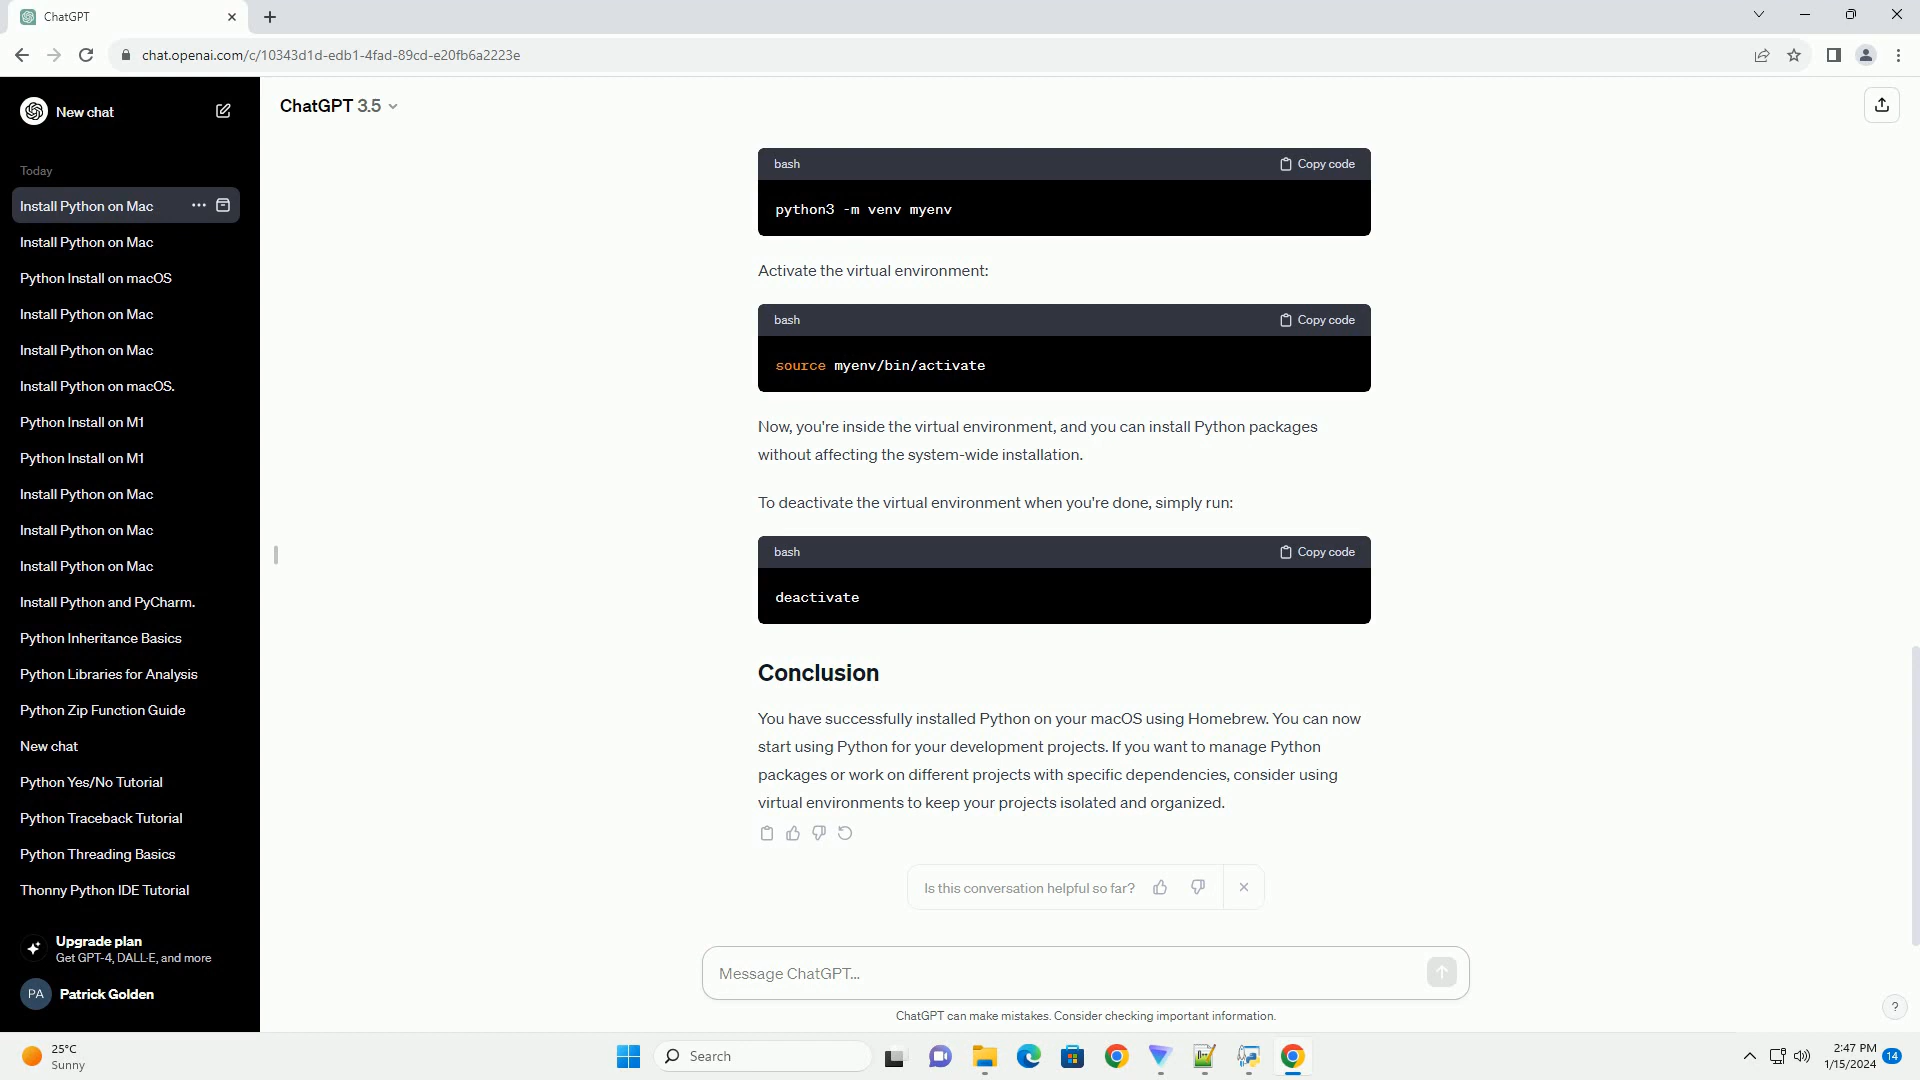 ChatGPT
chat.openai.com/c/10343d1d-edb1-4fad-89cd-e20fb6a2223e
New chat
Today
Install Python on Mac
Install Python on Mac
Python Install on macOS
Install Python on Mac
Install Python on Mac
Install Python on macOS.
Python Install on M1
Python Install on M1
Install Python on Mac
Install Python on Mac
Install Python on Mac
Install Python and PyCharm.
Python Inheritance Basics
Python Libraries for Analysis
Python Zip Function Guide
New chat
Python Yes/No Tutorial
Python Traceback Tutorial
Python Threading Basics
Thonny Python IDE Tutorial
Upgrade plan
Get GPT-4, DALL·E, and more
PA Patrick Golden
ChatGPT 3.5
bash Copy code
python3 -m venv myenv
Activate the virtual environment:
bash Copy code
source myenv/bin/activate
Now, you're inside the virtual environment, and you can install Python packages
without affecting the system-wide installation.
To deactivate the virtual environment when you're done, simply run:
bash Copy code
deactivate
Conclusion
You have successfully installed Python on your macOS using Homebrew. You can now
start using Python for your development projects. If you want to manage Python
packages or work on different projects with specific dependencies, consider using
virtual environments to keep your projects isolated and organized.
Is this conversation helpful so far?
Message ChatGPT...
ChatGPT can make mistakes. Consider checking important information.
?
25°C
Sunny
Search
2:47 PM
1/15/2024
14